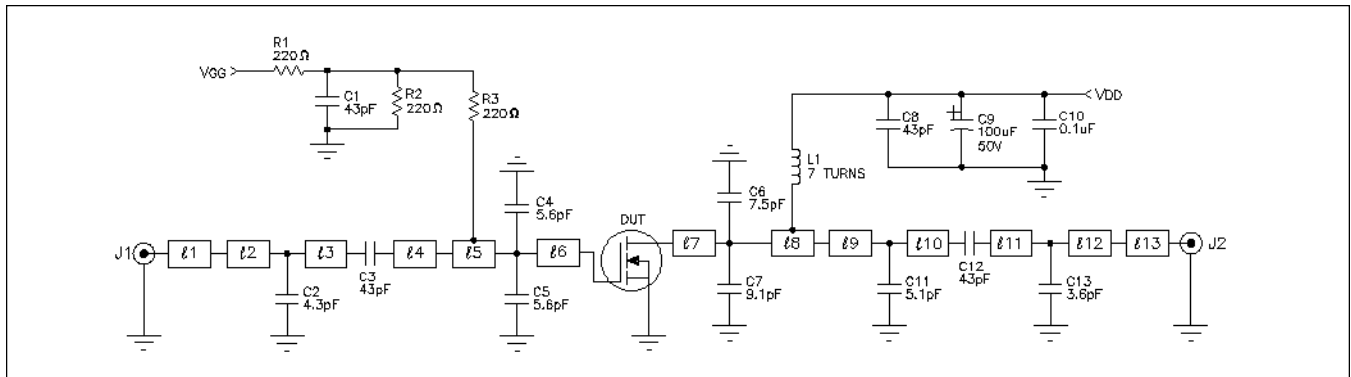 R1
220Ω
VGG
C1
43pF
R2
220Ω
R3
220Ω
VDD
C8
43pF
+
C9
100uF
50V
C10
0.1uF
L1
7 TURNS
C4
5.6pF
C6
7.5pF
DUT
J1
ℓ1
ℓ2
ℓ3
ℓ4
ℓ5
ℓ6
ℓ7
ℓ8
ℓ9
ℓ10
ℓ11
ℓ12
ℓ13
J2
C3
43pF
C12
43pF
C2
4.3pF
C5
5.6pF
C7
9.1pF
C11
5.1pF
C13
3.6pF